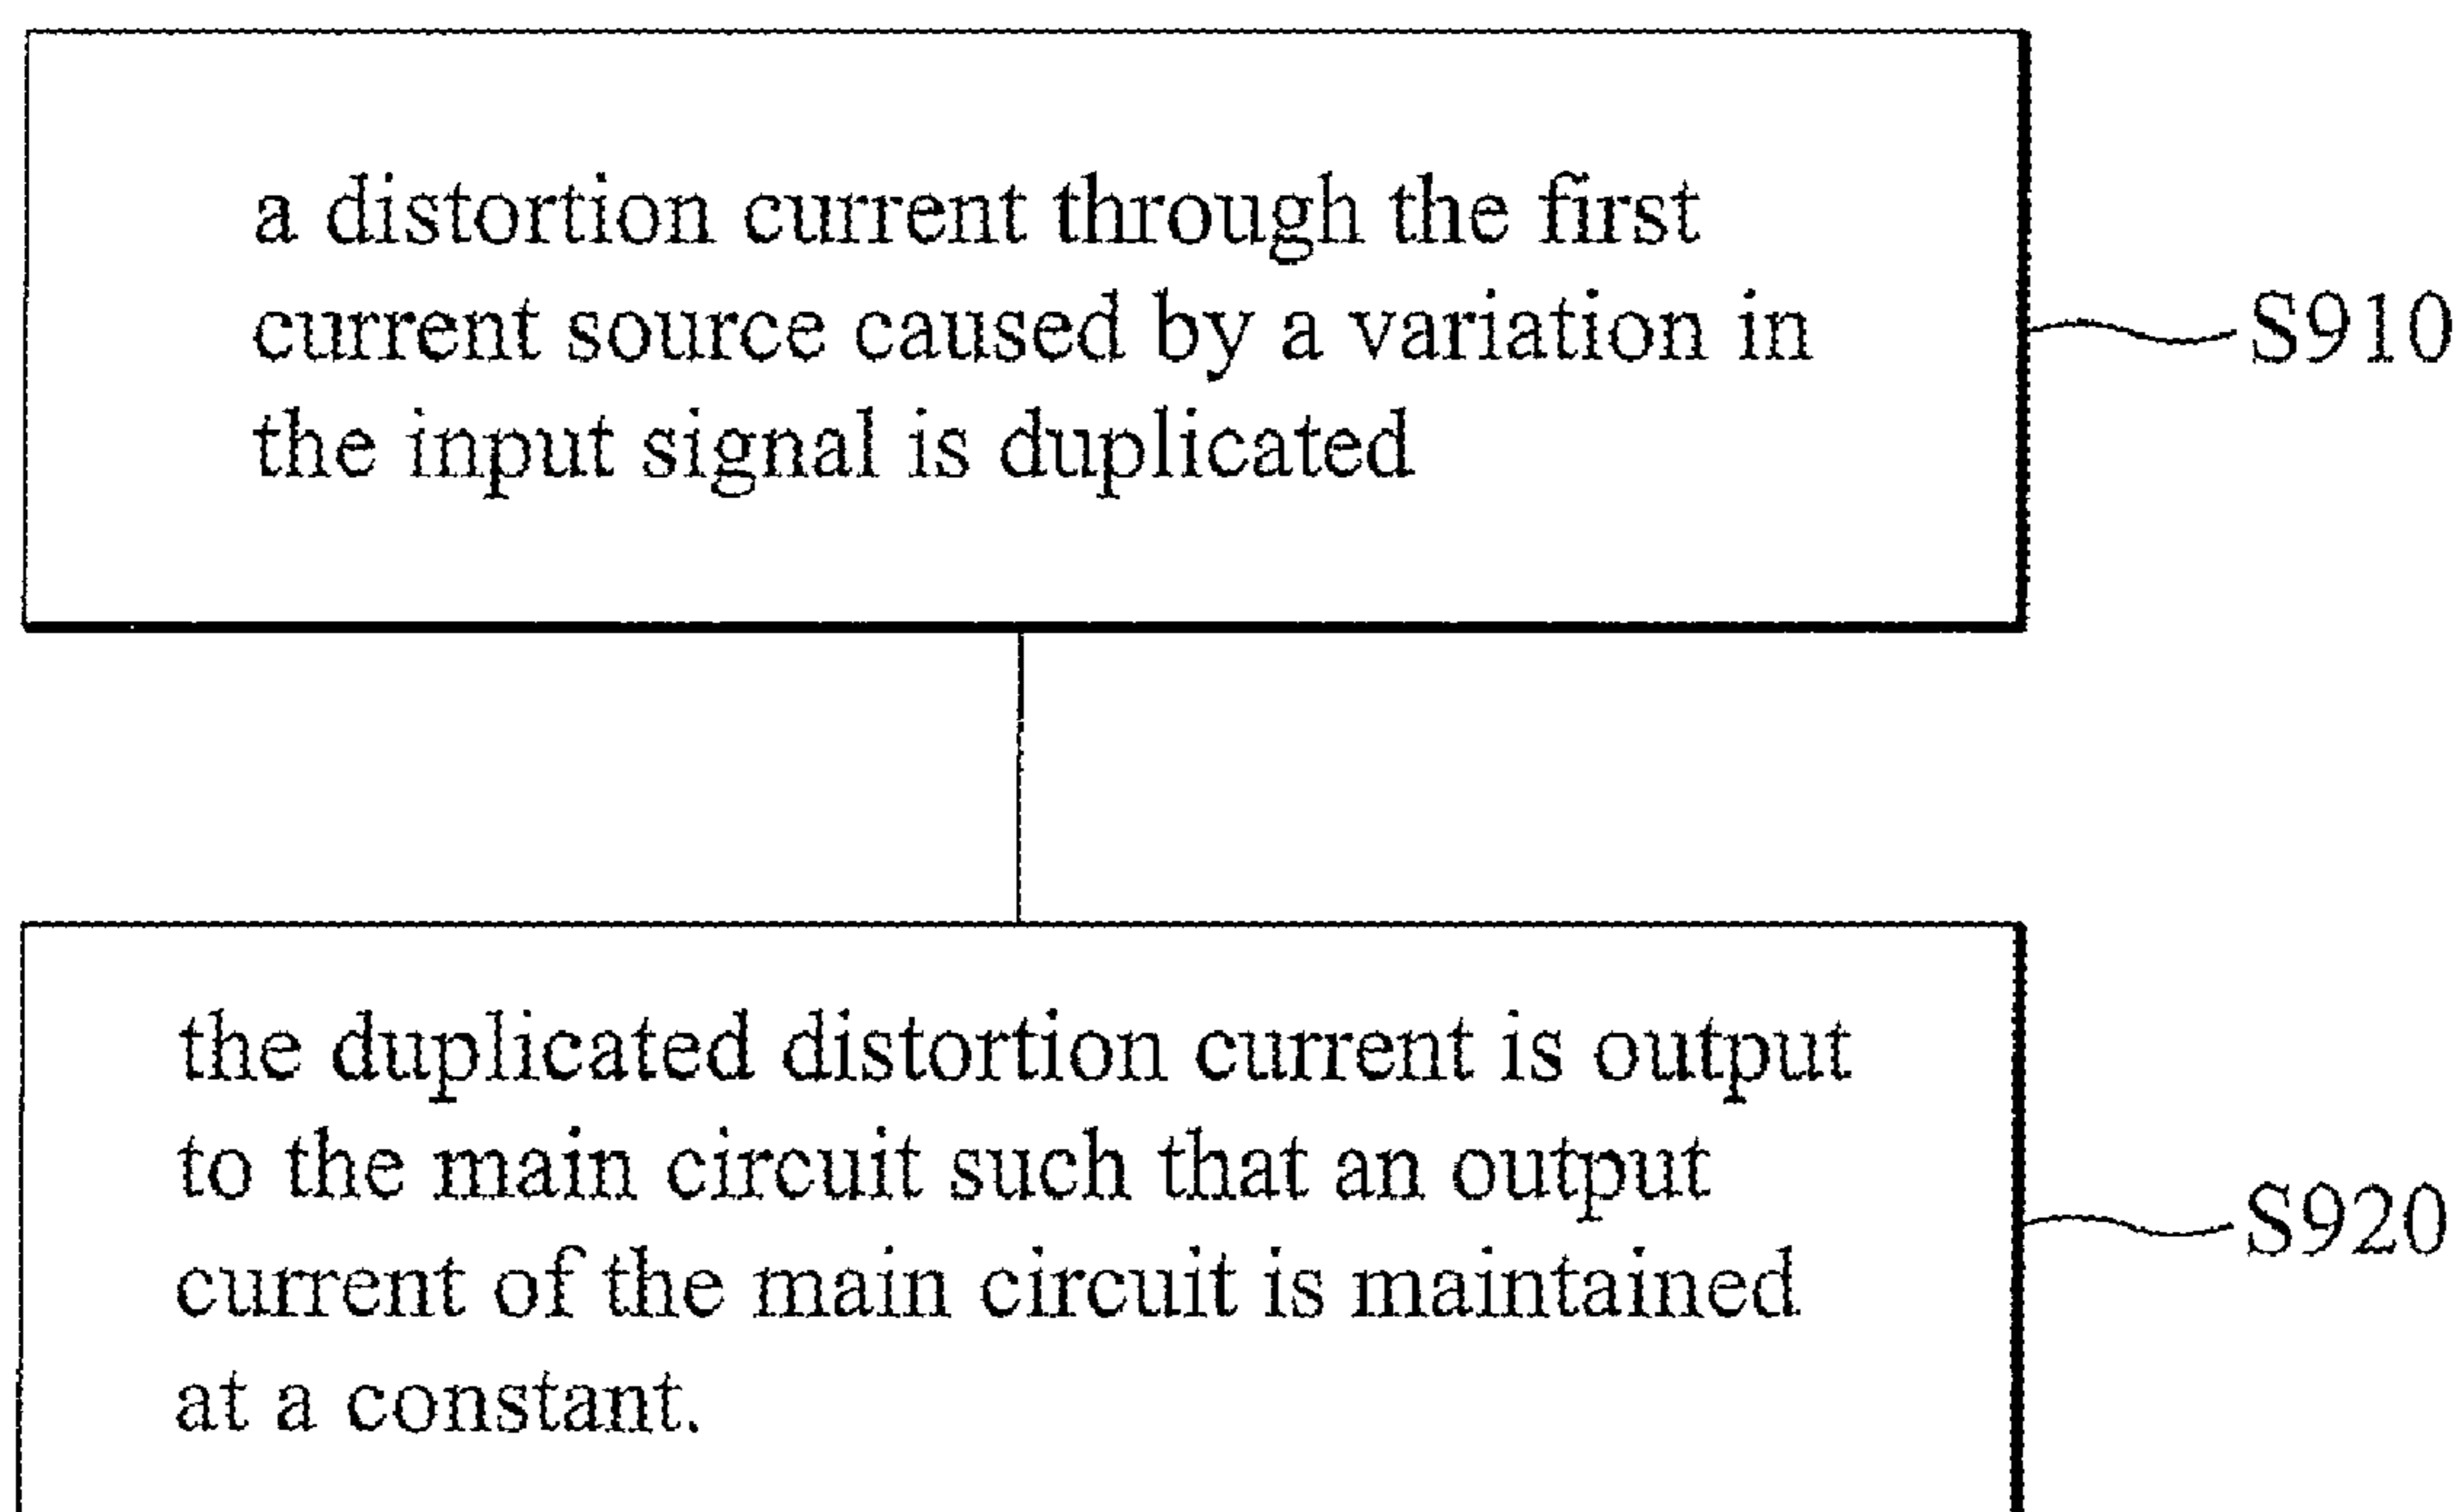 a distortion current through the first
current source caused by a variation in
the input signal is duplicated
S910
the duplicated distortion current is output
to the main circuit such that an output
current of the main circuit is maintained
at a constant.
S920